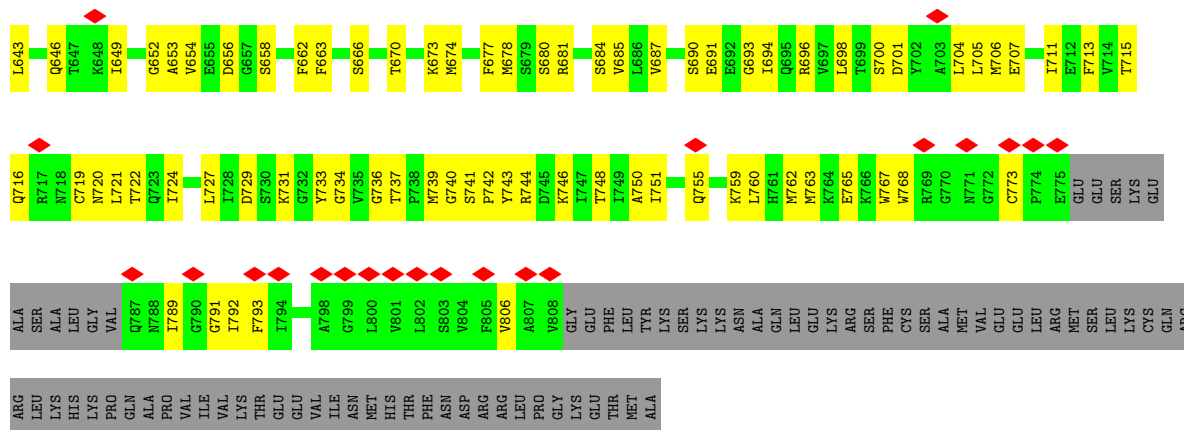 L643 Q646 T647 K648 I649 G652 A653 V654 E655 D656 G657 S658 F662 F663 S666 T670 K673 M674 F677 M678 S679 S680 R681 S684 V685 L686 V687 S690 E691 E692 G693 I694 Q695 R696 V697 L698 T699 S700 D701 Y702 A703 L704 L705 M706 E707 I711 E712 F713 V714 T715
Q716 R717 N718 C719 N720 L721 T722 Q723 I724 L727 I728 D729 S730 K731 G732 Y733 G734 V735 G736 T737 P738 M739 G740 S741 P742 Y743 R744 D745 K746 I747 T748 I749 A750 I751 Q755 K759 L760 H761 M762 M763 K764 E765 K766 W767 W768 R769 G770 N771 G772 C773 P774 E775 GLU GLU SER LYS GLU
ALA SER ALA LEU GLY VAL Q787 N788 I789 G790 G791 I792 F793 I794 A798 G799 L800 V801 L802 S803 V804 F805 V806 A807 V808 GLY GLU PHE LEU TYR LYS SER LYS LYS ASN ALA GLN LEU GLU LYS ARG SER PHE CYS SER ALA MET VAL GLU GLU LEU ARG MET SER LEU LYS CYS GLN ARG
ARG LEU LYS HIS LYS PRO GLN ALA PRO VAL ILE VAL LYS THR GLU GLU VAL ILE ASN MET HIS THR PHE ASN ASP ARG ARG LEU PRO GLY LYS GLU THR MET ALA